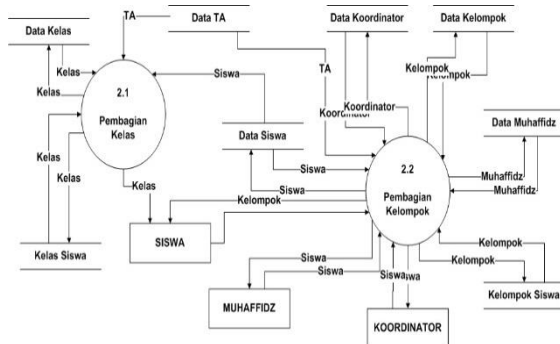 TA
Data Kelas
Data TA
Data Koordinator
Data Kelompok
Kelas
Kelas
2.1
Pembagian
Kelas
Siswa
TA
Kelompok
Kelompok
Koordinator
Koordinator
Data Siswa
Data Muhaffidz
Kelas
Kelas
Kelas
Siswa
Siswa
Kelompok
2.2
Pembagian
Kelompok
Muhaffidz
Muhaffidz
SISWA
Kelas Siswa
Siswa
Siswa
Siswa
Kelompok
Kelompok
Kelompok Siswa
MUHAFFIDZ
KOORDINATOR